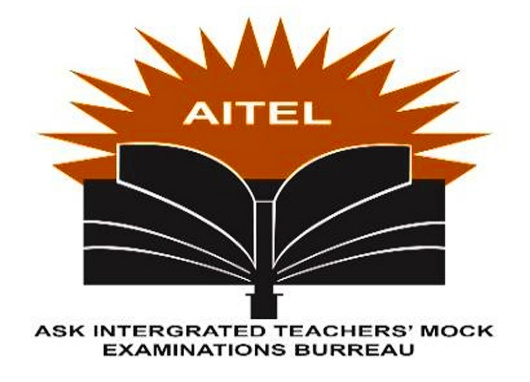 AITEL
ASK INTERGRATED TEACHERS' MOCK
EXAMINATIONS BURREAU